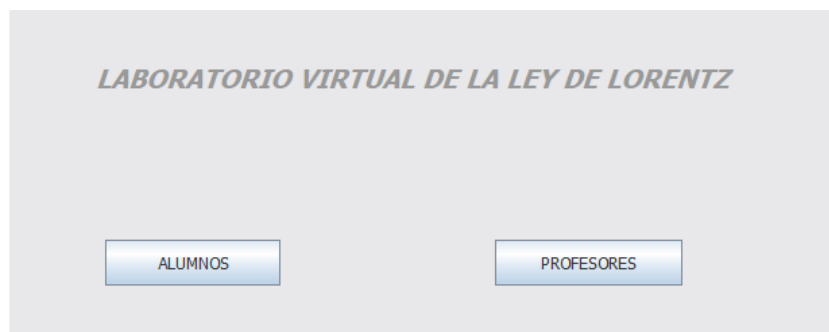 LABORATORIO VIRTUAL DE LA LEY DE LORENTZ
ALUMNOS PROFESORES